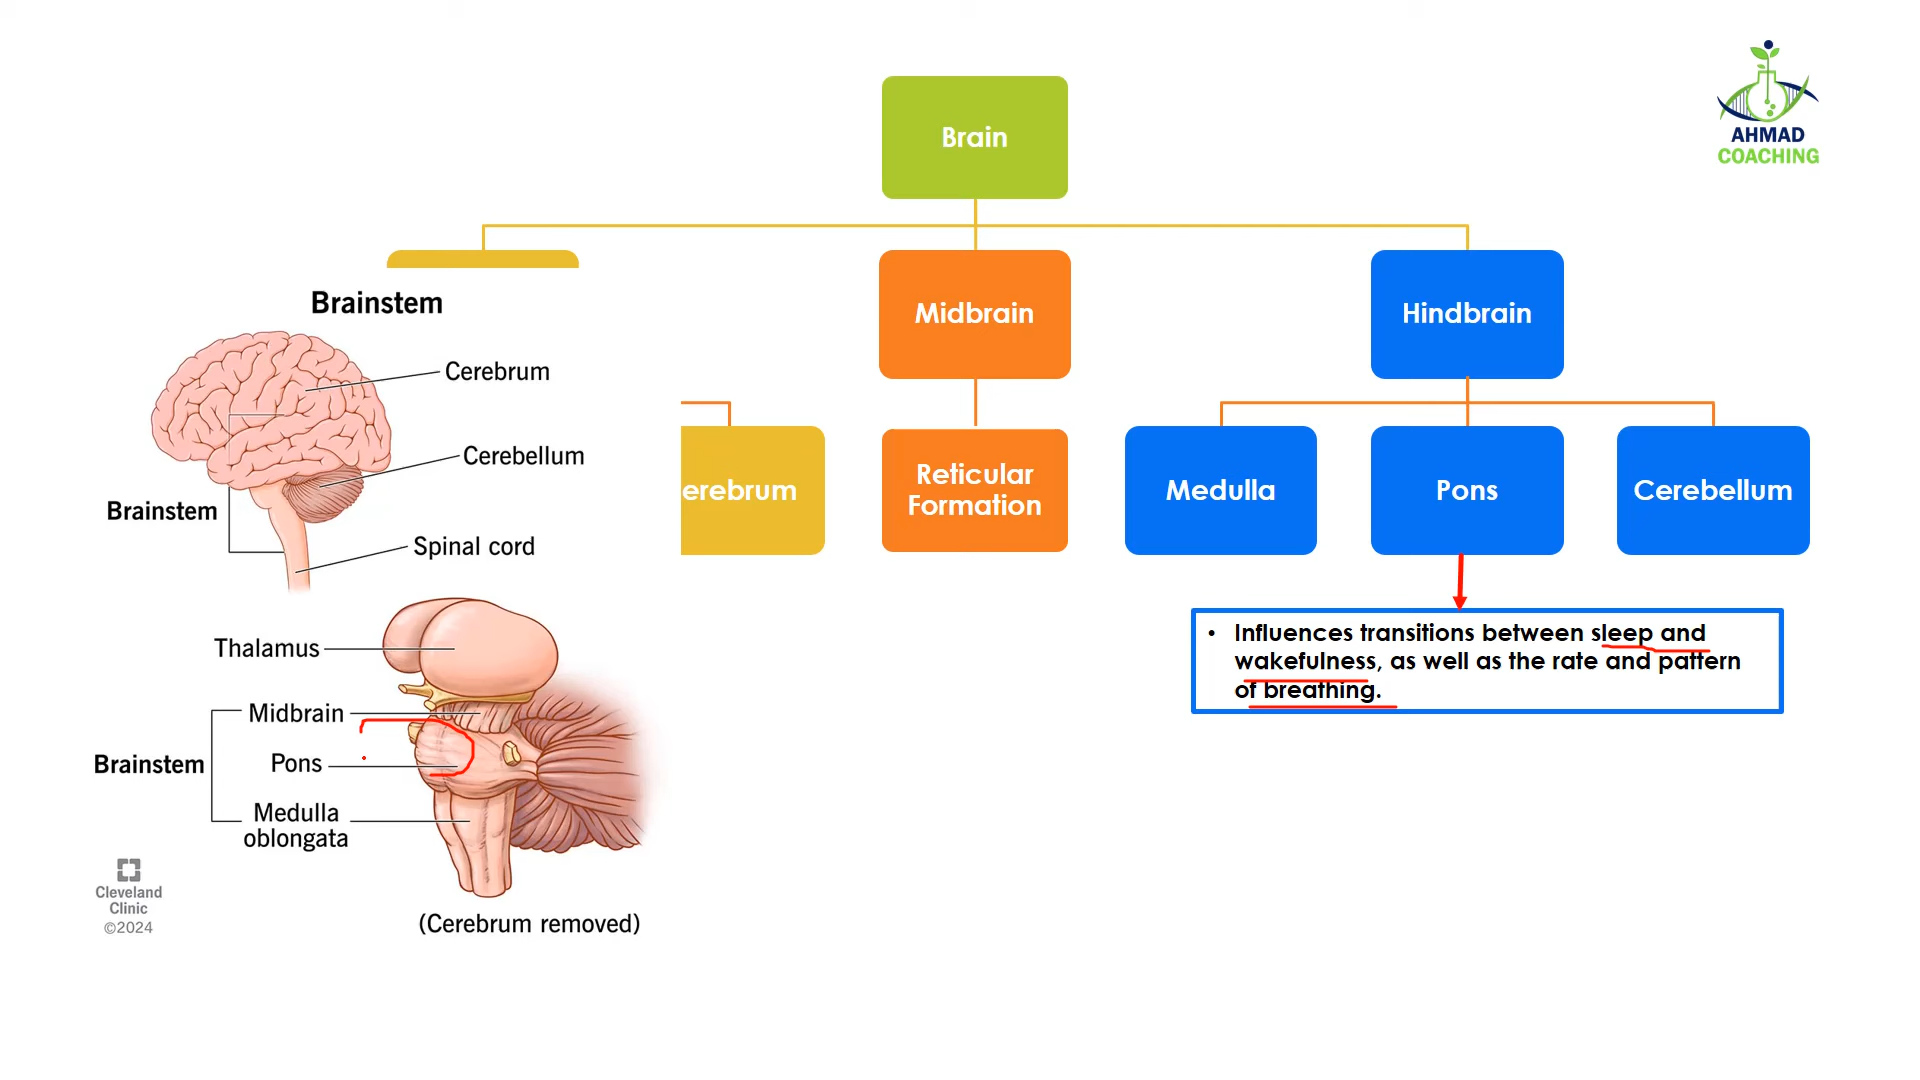 Brain
AHMAD
COACHING
Midbrain
Hindbrain
erebrum
Reticular
Formation
Medulla
Pons
Cerebellum
• Influences transitions between sleep and
wakefulness, as well as the rate and pattern
of breathing.
Brainstem
Cerebrum
Cerebellum
Brainstem
Spinal cord
Thalamus
Midbrain
Brainstem
Pons
Medulla
oblongata
Cleveland
Clinic
©2024
(Cerebrum removed)